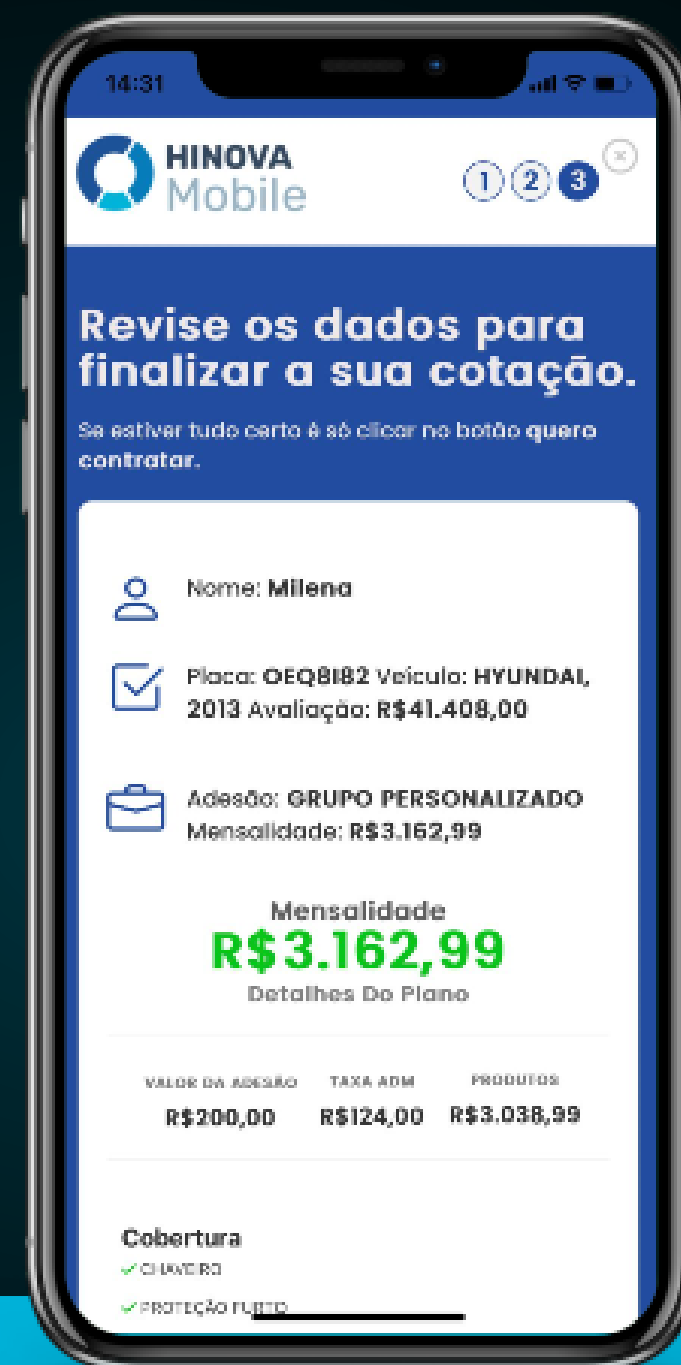 14:31
HINOVA
Mobile
1 2 3
Revise os dados para
finalizar a sua cotação.
Se estiver tudo certo é só clicar no botão quero
contratar.
Nome: Milena
Placa: OEQ8I82 Veículo: HYUNDAI,
2013 Avaliação: R$41.408,00
Adesão: GRUPO PERSONALIZADO
Mensalidade: R$3.162,99
Mensalidade
R$3.162,99
Detalhes Do Plano
VALOR DA ADESÃO TAXA ADM PRODUTOS
R$200,00 R$124,00 R$3.038,99
Cobertura
CHAVEIRO
PROTEÇÃO FURTO